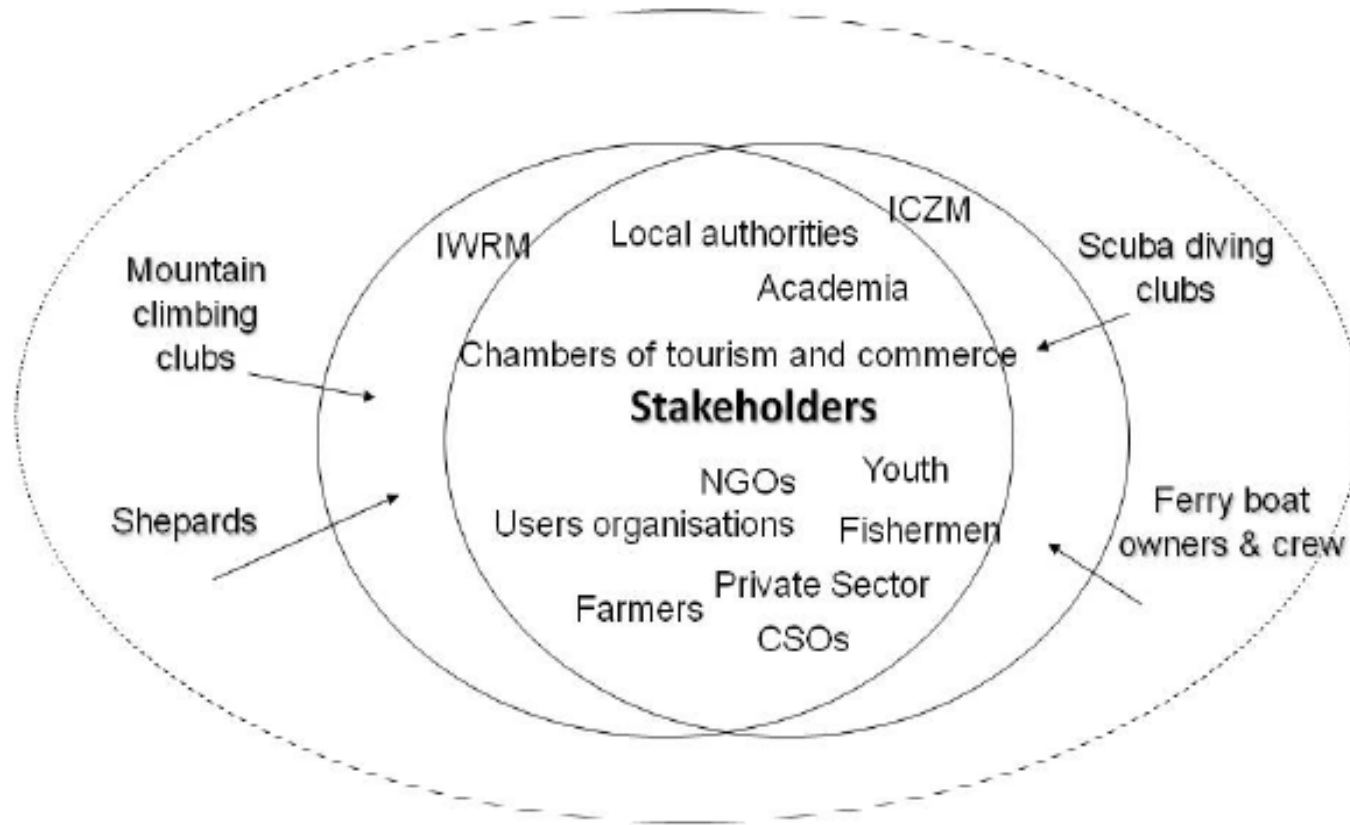 IWRM
ICZM
Local authorities
Academia
Mountain
climbing
clubs
Scuba diving
clubs
Chambers of tourism and commerce
Stakeholders
NGOs
Youth
Users organisations
Fishermen
Shepards
Ferry boat
owners & crew
Private Sector
Farmers
CSOs